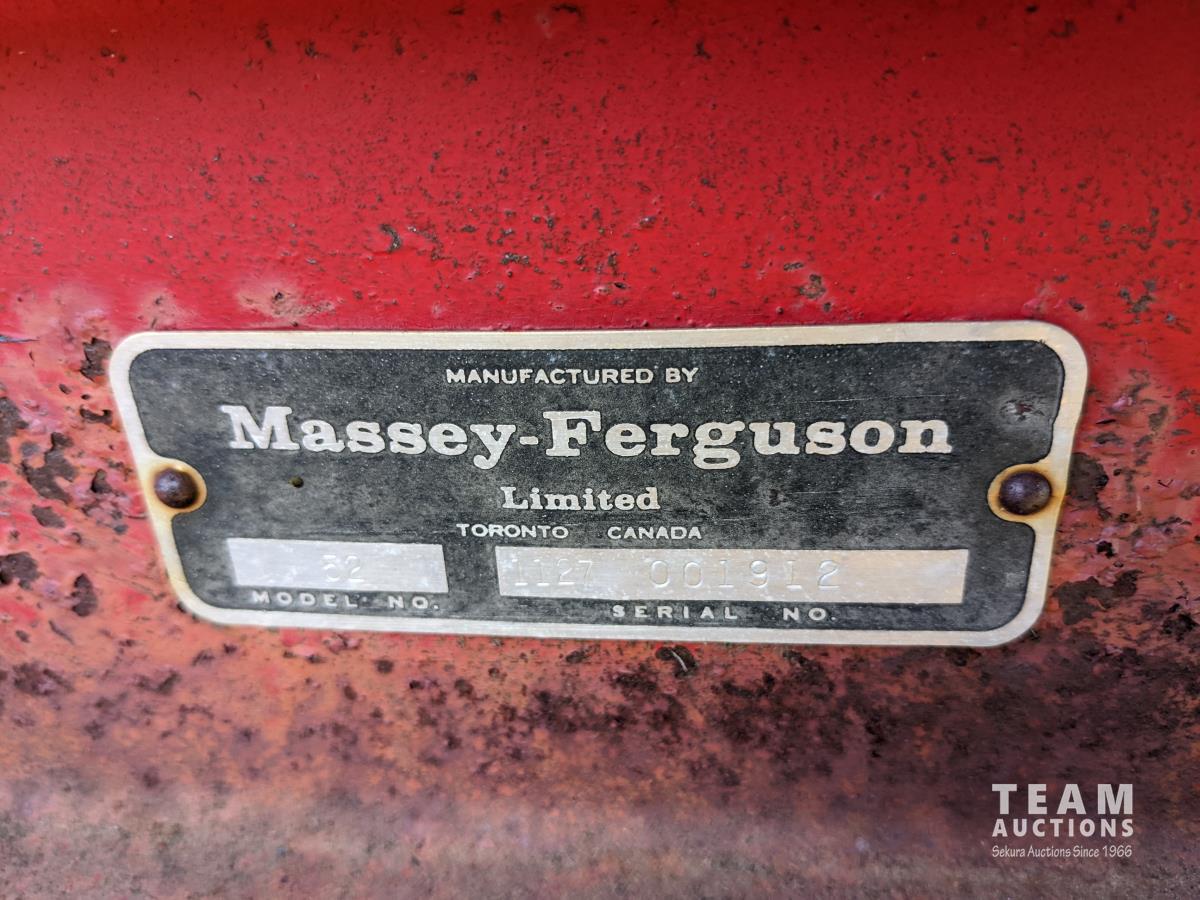 MANUFACTURED BY
Massey-Ferguson
Limited
TORONTO CANADA
52 1127 001912
MODEL NO. SERIAL NO.
TEAM
AUCTIONS
Sekura Auctions Since 1966